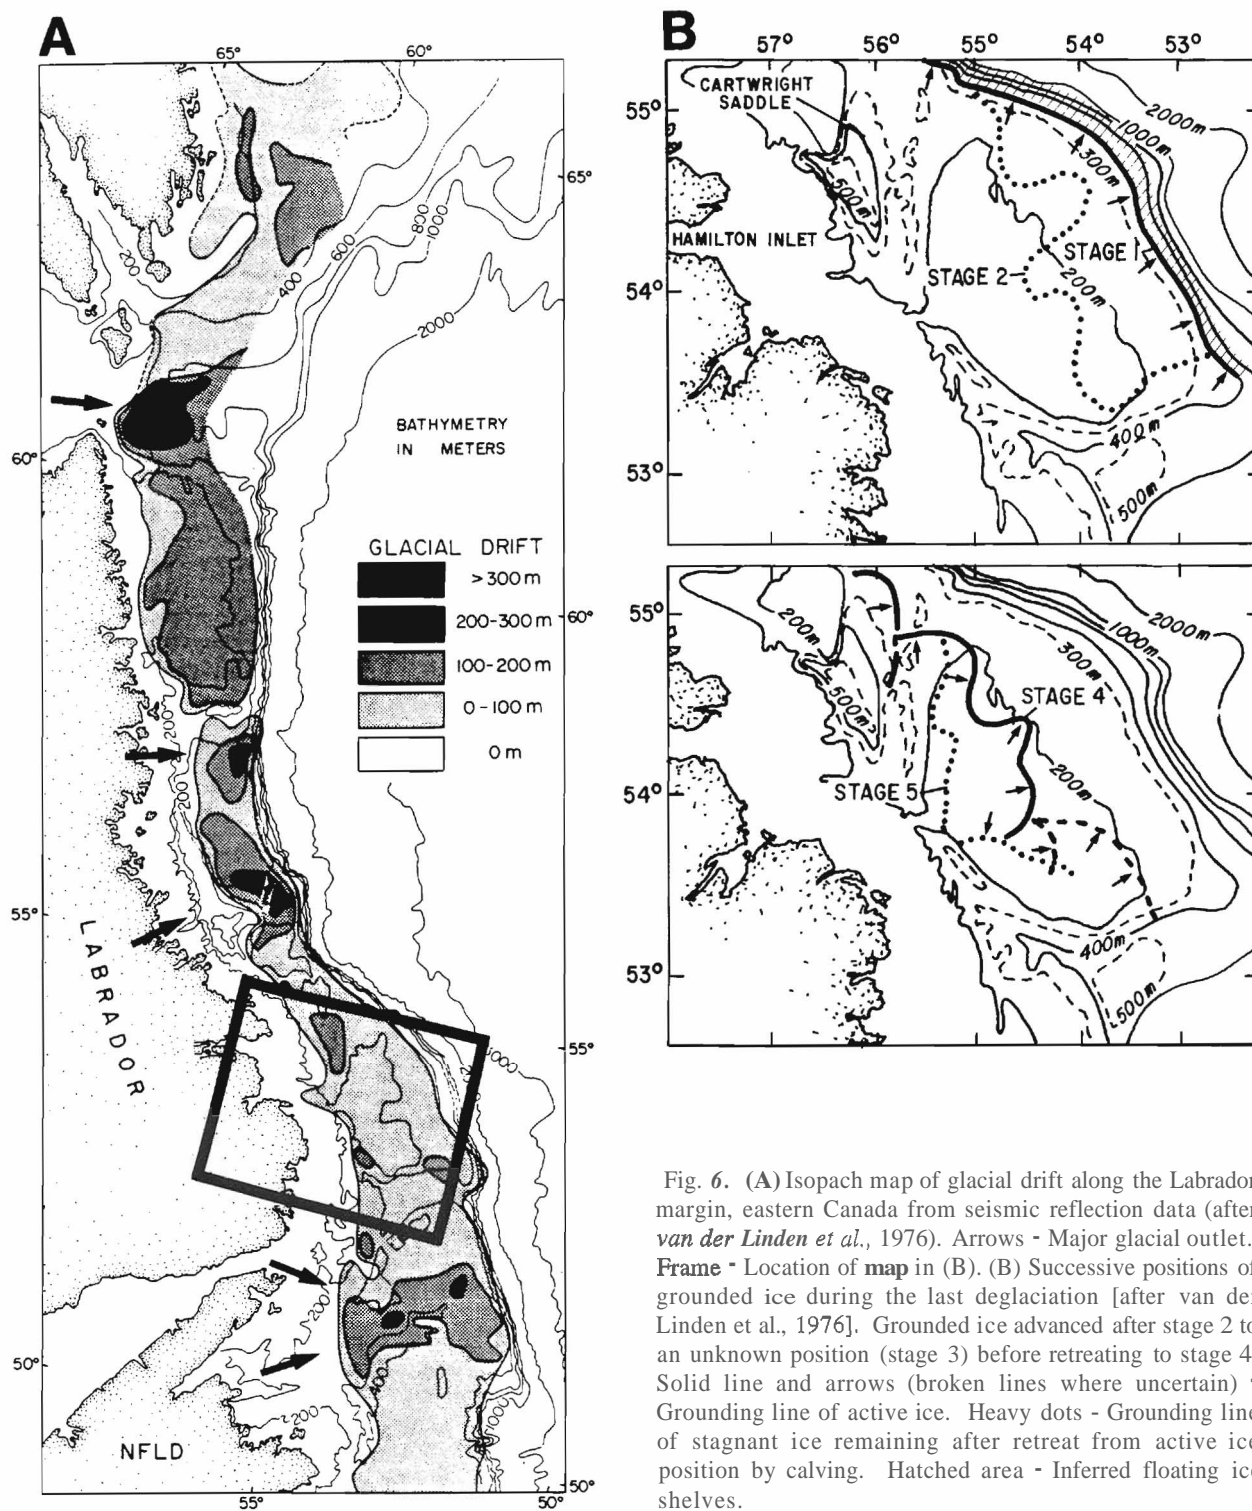 A
65°
60°
65°
200
400
600
800
1000
2000
60°
BATHYMETRY
IN METERS
GLACIAL DRIFT
>300 m
200-300 m
100-200 m
0-100 m
0 m
60°
200
200
55°
LABRADOR
55°
1000
200
50°
400
200
1000
NFLD
50°
55°
50°
B
57° 56° 55° 54° 53°
CARTWRIGHT
SADDLE
55°
2000m
1000m
300m
500m
HAMILTON INLET
STAGE 1
STAGE 2
200m
54°
400m
53°
500m
55°
200m
2000m
1000m
300m
500m
STAGE 4
200m
STAGE 5
54°
400m
53°
500m
Fig. 6. (A) Isopach map of glacial drift along the Labrador
margin, eastern Canada from seismic reflection data (after
van der Linden et al., 1976). Arrows - Major glacial outlet.
Frame - Location of map in (B). (B) Successive positions of
grounded ice during the last deglaciation [after van der
Linden et al., 1976]. Grounded ice advanced after stage 2 to
an unknown position (stage 3) before retreating to stage 4.
Solid line and arrows (broken lines where uncertain) -
Grounding line of active ice. Heavy dots - Grounding line
of stagnant ice remaining after retreat from active ice
position by calving. Hatched area - Inferred floating ice
shelves.